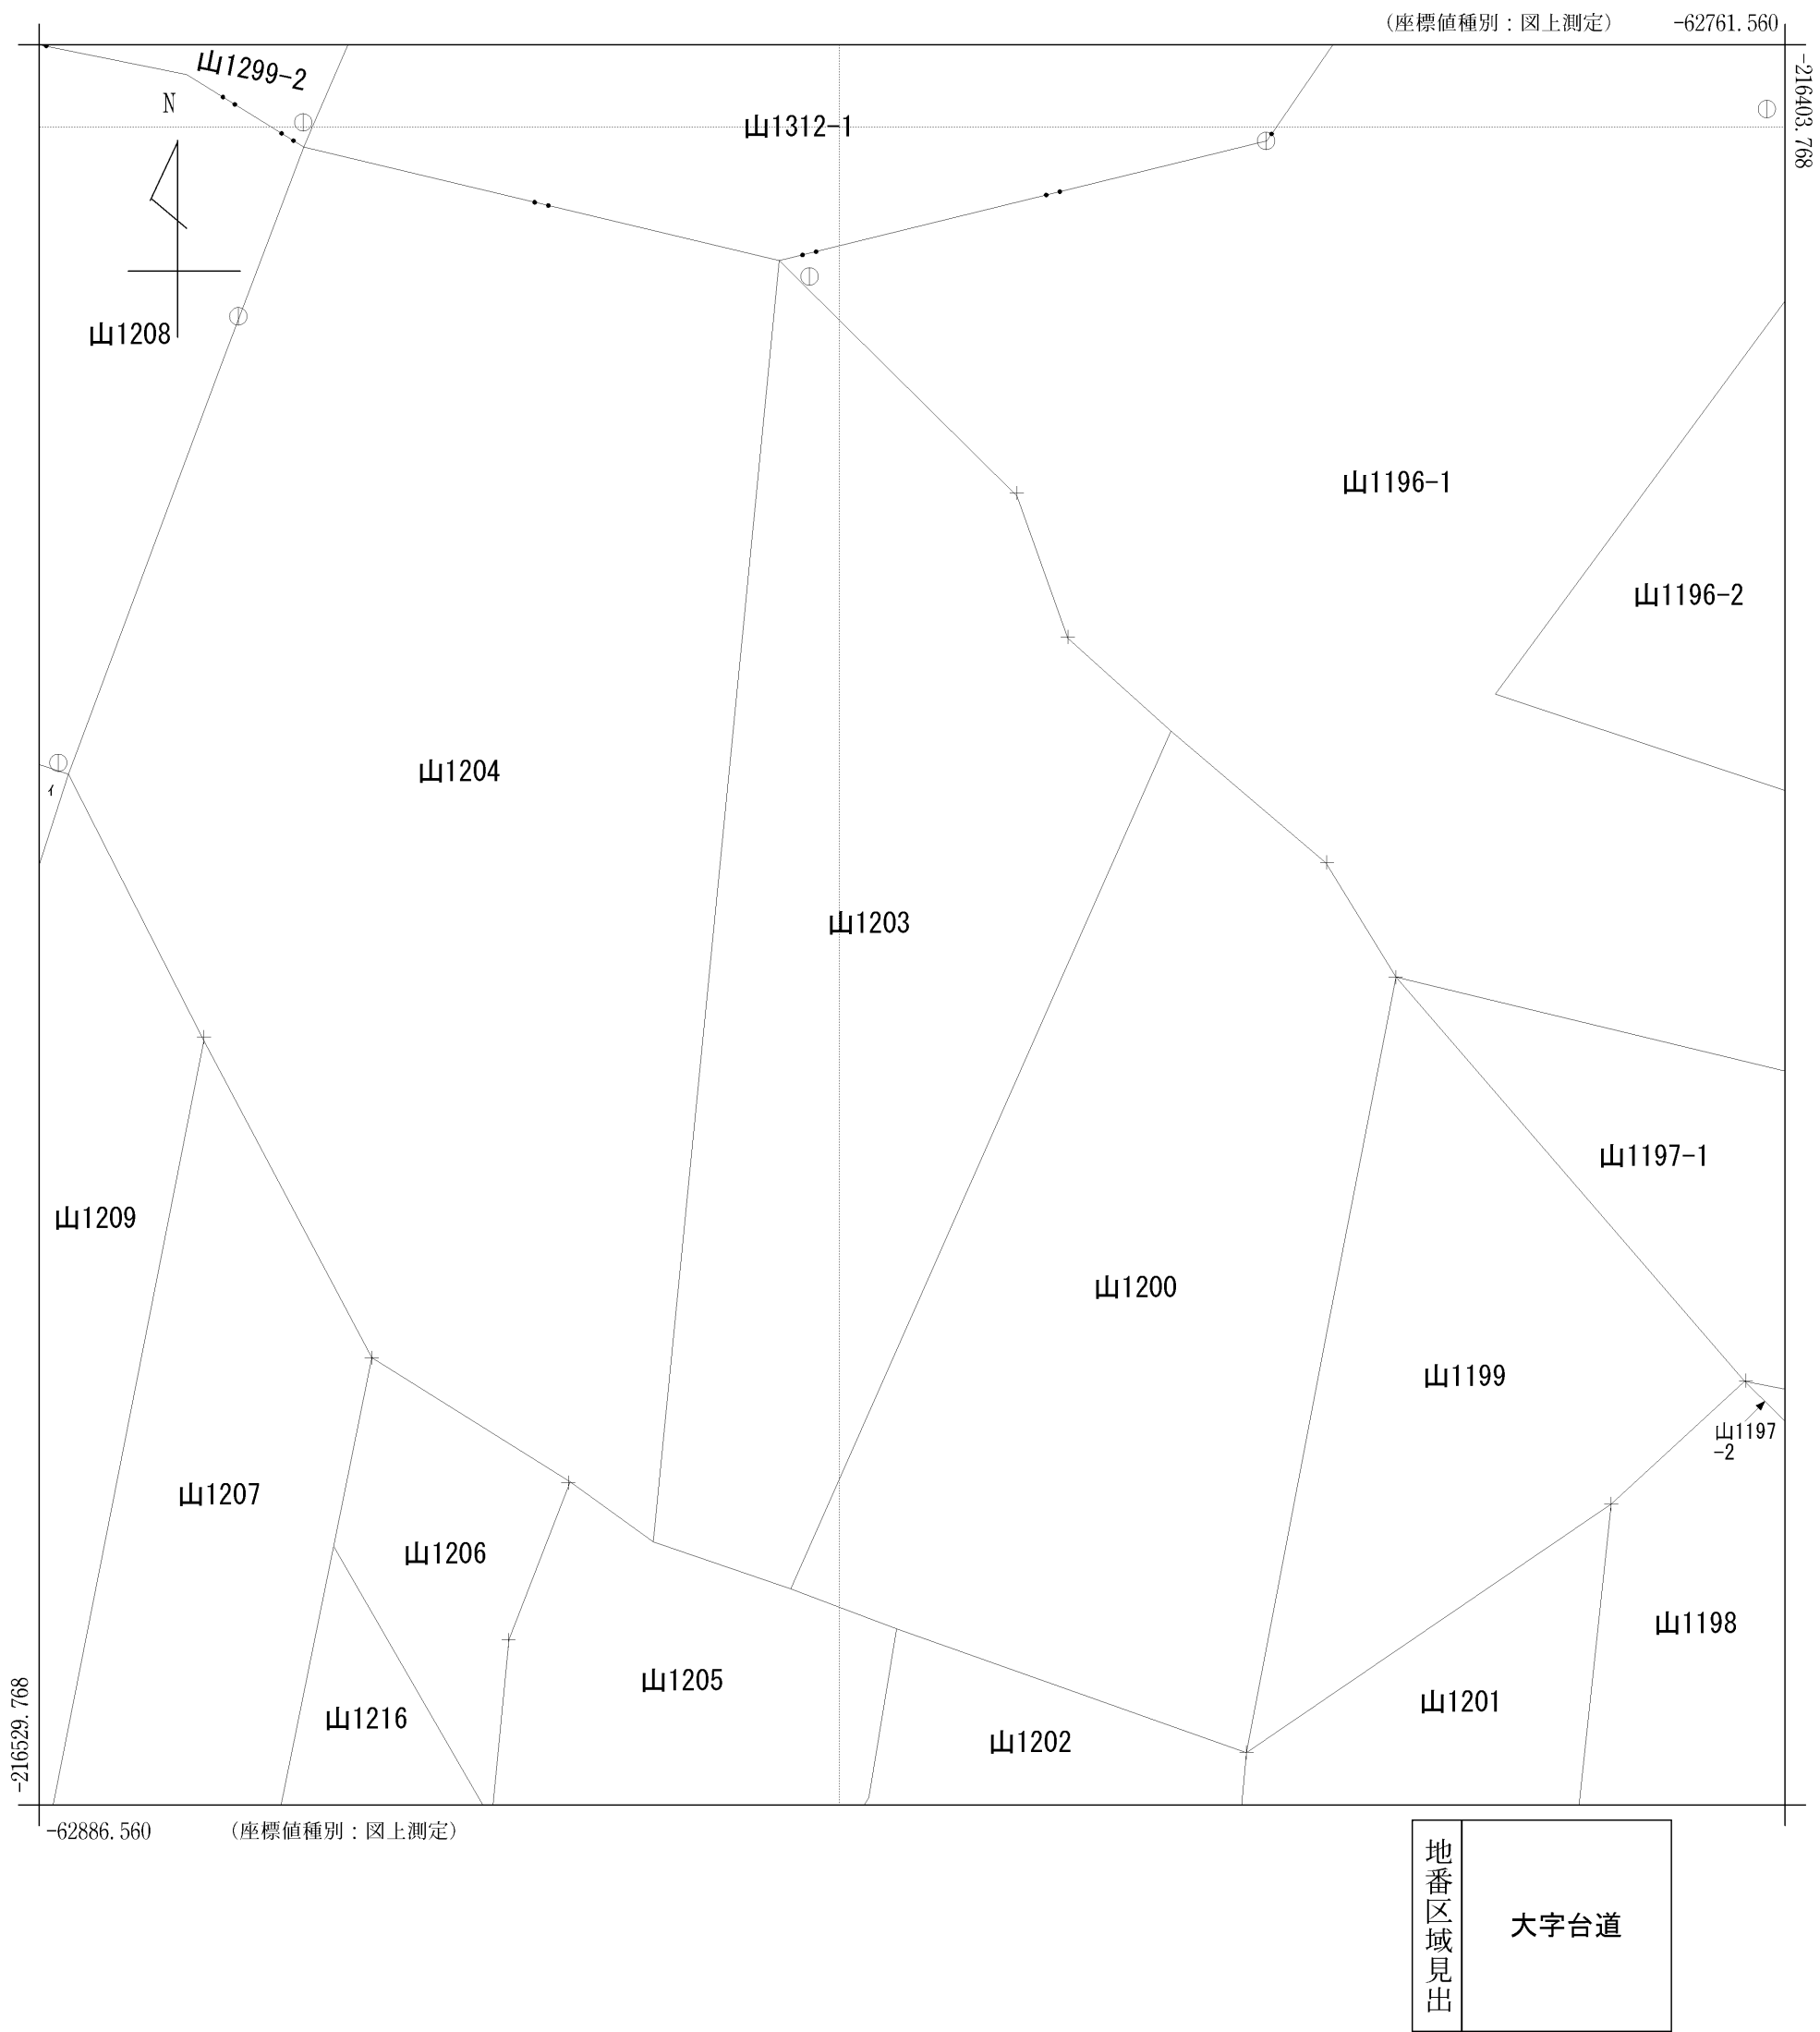 （座標値種別：図上測定） -62761.560
-216403.768
山1299-2
N
山1312-1
山1208
山1196-1
山1196-2
山1204
ｲ
山1203
山1197-1
山1209
山1200
山1199
山1197
-2
山1207
山1206
山1198
山1205
山1201
山1216
山1202
-216529.768
-62886.560 （座標値種別：図上測定）
地番区域見出
大字台道